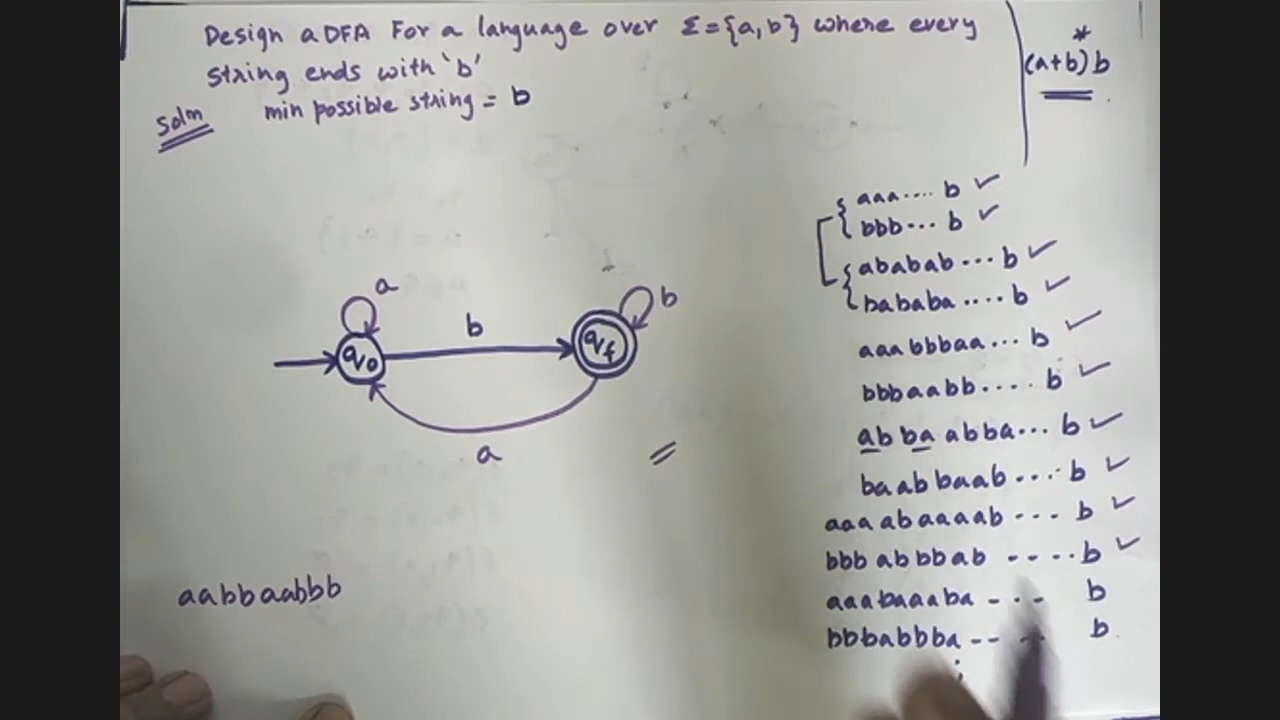 Design a DFA For a language over Σ={a,b} where every
string ends with 'b'
Soln min possible string = b
(a+b)*b
a
b
q0
qf
b
a
aabbaabbb
aaa.... b ✓
bbb... b ✓
ababab...b ✓
bababa....b ✓
aaabbbaa...b ✓
bbbaabb....b ✓
abbaabba...b ✓
baabbaab....b ✓
aaaabaaaab---b ✓
bbbabbbab ----b ✓
aaabaaaba - -- b
bbbabbba-- - b